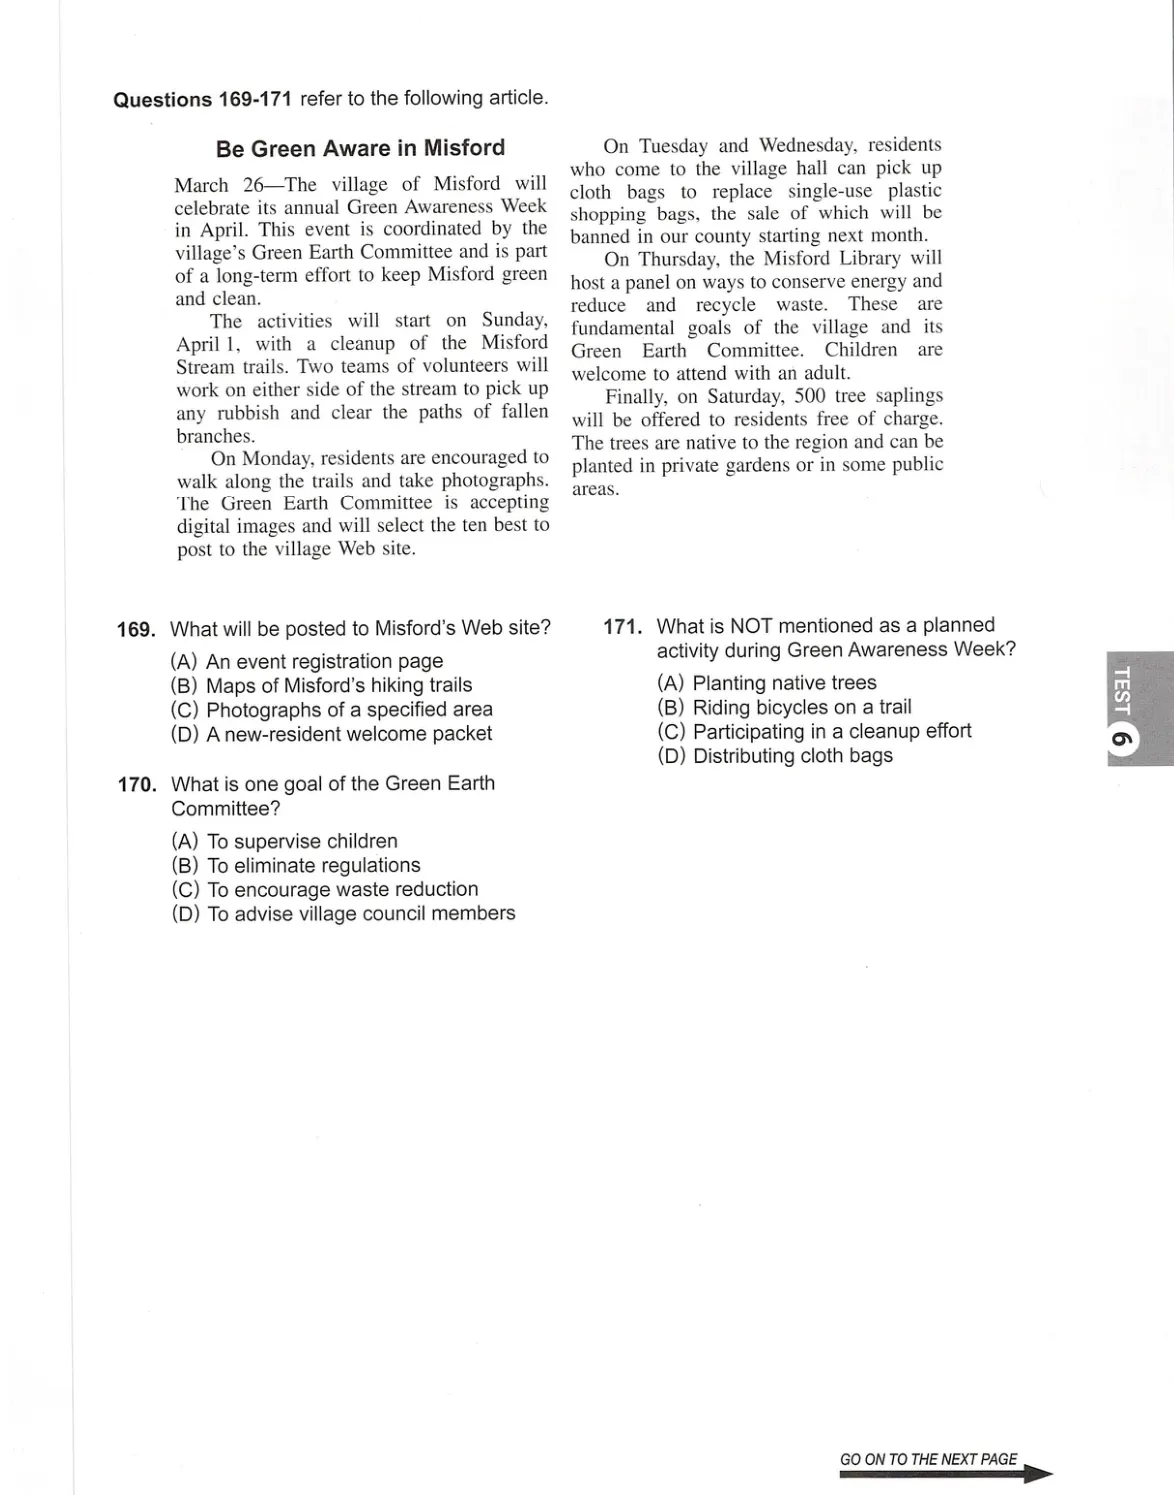 Questions 169-171 refer to the following article.
Be Green Aware in Misford
March 26—The village of Misford will
celebrate its annual Green Awareness Week
in April. This event is coordinated by the
village's Green Earth Committee and is part
of a long-term effort to keep Misford green
and clean.
The activities will start on Sunday,
April 1, with a cleanup of the Misford
Stream trails. Two teams of volunteers will
work on either side of the stream to pick up
any rubbish and clear the paths of fallen
branches.
On Monday, residents are encouraged to
walk along the trails and take photographs.
The Green Earth Committee is accepting
digital images and will select the ten best to
post to the village Web site.
On Tuesday and Wednesday, residents
who come to the village hall can pick up
cloth bags to replace single-use plastic
shopping bags, the sale of which will be
banned in our county starting next month.
On Thursday, the Misford Library will
host a panel on ways to conserve energy and
reduce and recycle waste. These are
fundamental goals of the village and its
Green Earth Committee. Children are
welcome to attend with an adult.
Finally, on Saturday, 500 tree saplings
will be offered to residents free of charge.
The trees are native to the region and can be
planted in private gardens or in some public
areas.
169. What will be posted to Misford's Web site?
(A) An event registration page
(B) Maps of Misford's hiking trails
(C) Photographs of a specified area
(D) A new-resident welcome packet
170. What is one goal of the Green Earth
Committee?
(A) To supervise children
(B) To eliminate regulations
(C) To encourage waste reduction
(D) To advise village council members
171. What is NOT mentioned as a planned
activity during Green Awareness Week?
(A) Planting native trees
(B) Riding bicycles on a trail
(C) Participating in a cleanup effort
(D) Distributing cloth bags
TEST 6
GO ON TO THE NEXT PAGE